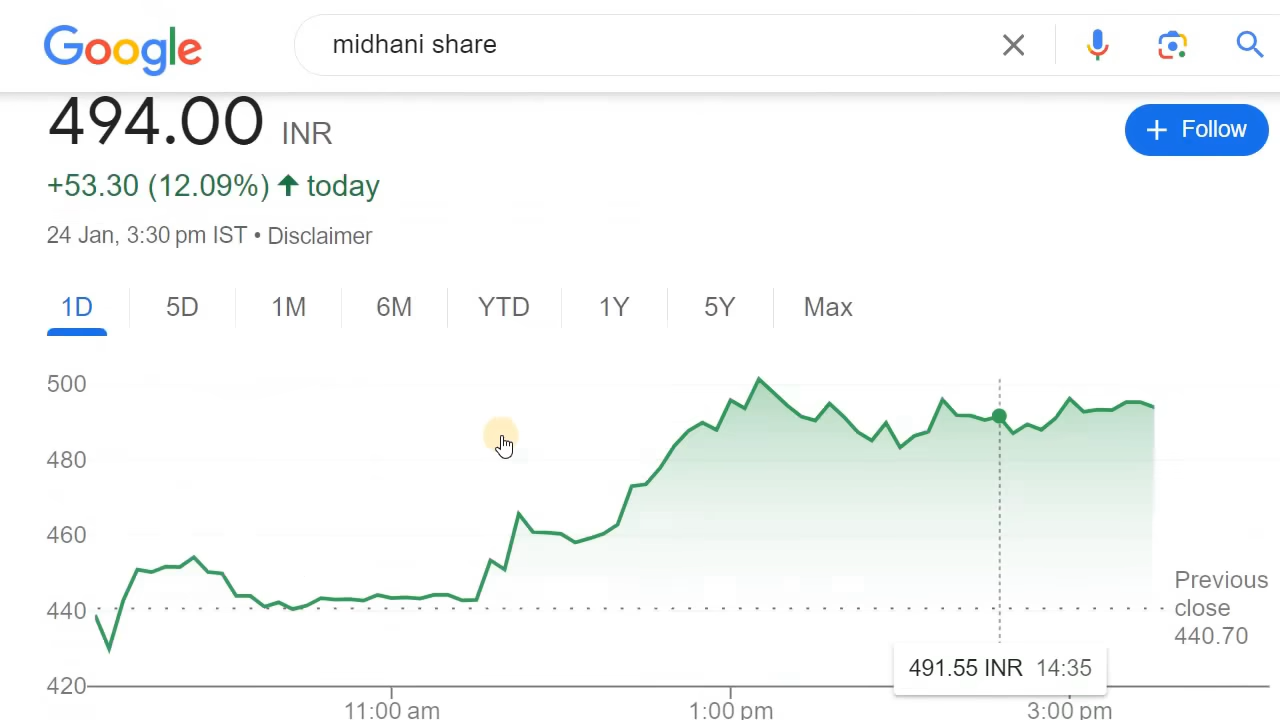 Google
midhani share
494.00 INR
+ Follow
+53.30 (12.09%) ↑ today
24 Jan, 3:30 pm IST • Disclaimer
1D 5D 1M 6M YTD 1Y 5Y Max
500
480
460
440
420
Previous
close
440.70
491.55 INR 14:35
11:00 am 1:00 pm 3:00 pm